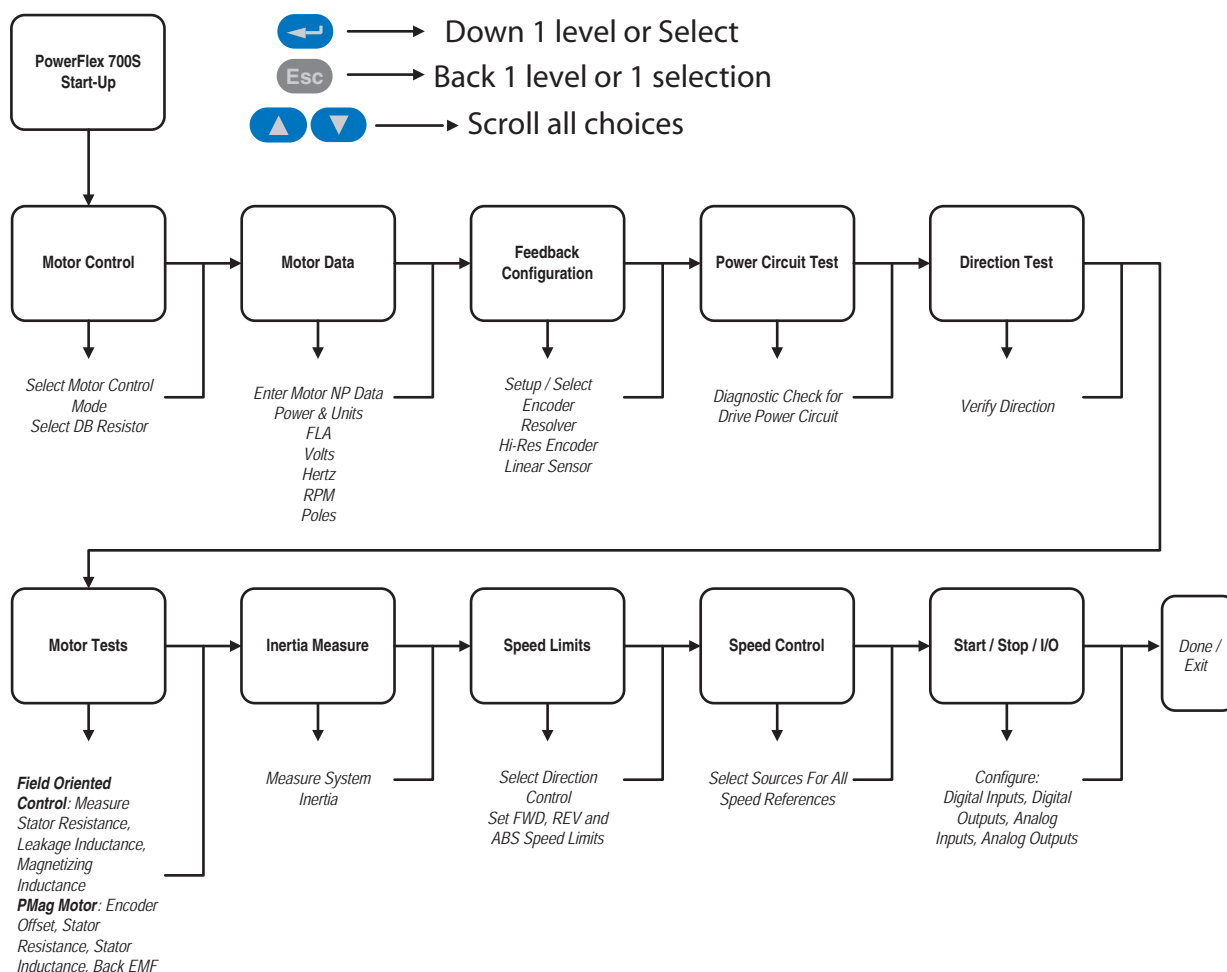 PowerFlex 700S
Start-Up
Down 1 level or Select
Esc
Back 1 level or 1 selection
Scroll all choices
Motor Control
Motor Data
Feedback
Configuration
Power Circuit Test
Direction Test
Select Motor Control
Mode
Select DB Resistor
Enter Motor NP Data
Power & Units
FLA
Volts
Hertz
RPM
Poles
Setup / Select
Encoder
Resolver
Hi-Res Encoder
Linear Sensor
Diagnostic Check for
Drive Power Circuit
Verify Direction
Motor Tests
Inertia Measure
Speed Limits
Speed Control
Start / Stop / I/O
Done /
Exit
Field Oriented
Control: Measure
Stator Resistance,
Leakage Inductance,
Magnetizing
Inductance
PMag Motor: Encoder
Offset, Stator
Resistance, Stator
Inductance, Back EMF
Measure System
Inertia
Select Direction
Control
Set FWD, REV and
ABS Speed Limits
Select Sources For All
Speed References
Configure:
Digital Inputs, Digital
Outputs, Analog
Inputs, Analog Outputs